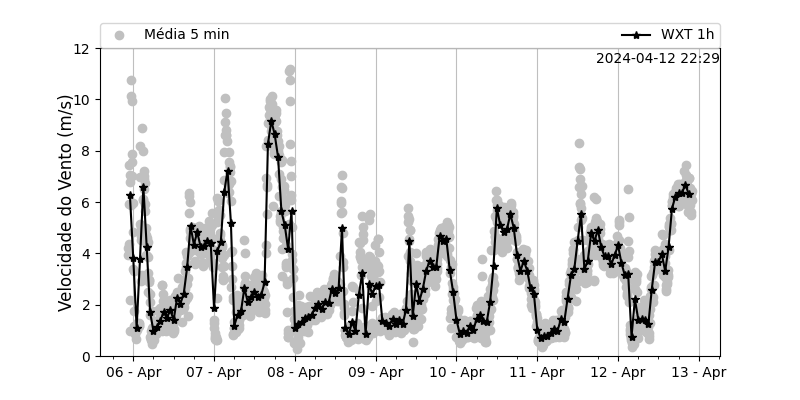 Média 5 min
WXT 1h
2024-04-12 22:29
Velocidade do Vento (m/s)
12
10
8
6
4
2
0
06 - Apr 07 - Apr 08 - Apr 09 - Apr 10 - Apr 11 - Apr 12 - Apr 13 - Apr